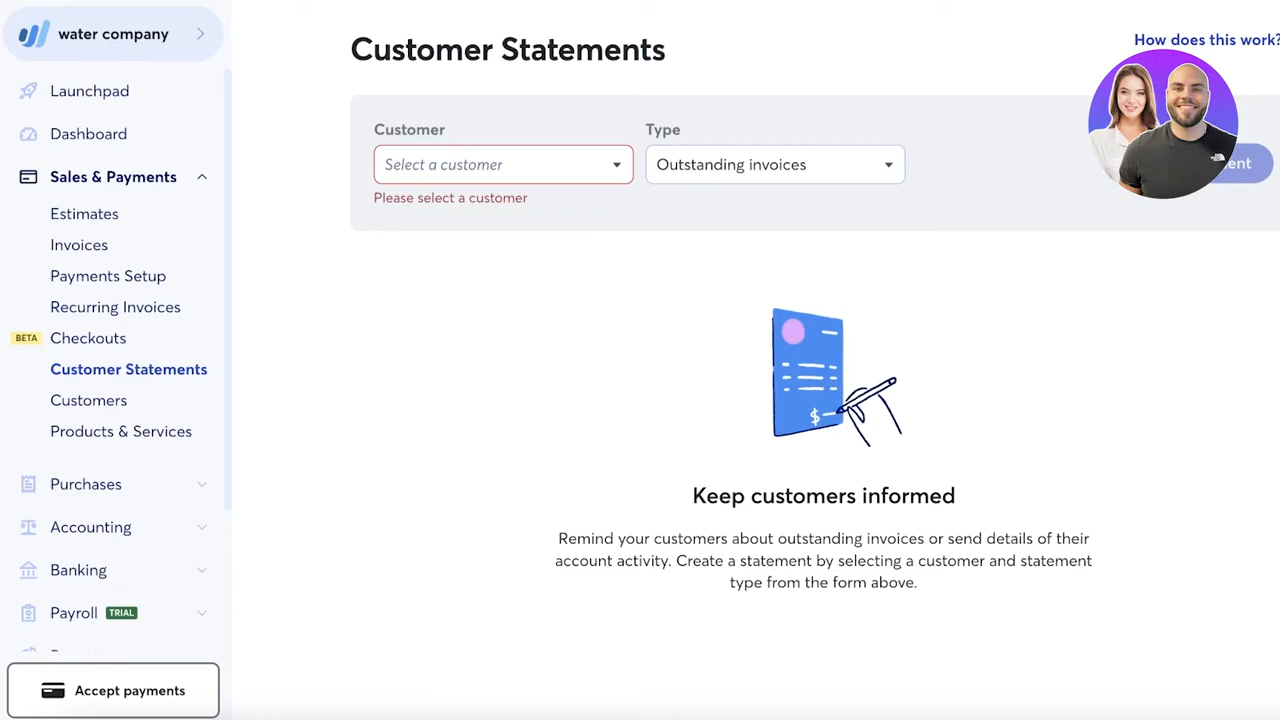 water company
Launchpad
Dashboard
Sales & Payments
Estimates
Invoices
Payments Setup
Recurring Invoices
BETA Checkouts
Customer Statements
Customers
Products & Services
Purchases
Accounting
Banking
Payroll TRIAL
Accept payments
Customer Statements
How does this work?
Customer
Type
Select a customer
Outstanding invoices
Please select a customer
$
Keep customers informed
Remind your customers about outstanding invoices or send details of their
account activity. Create a statement by selecting a customer and statement
type from the form above.